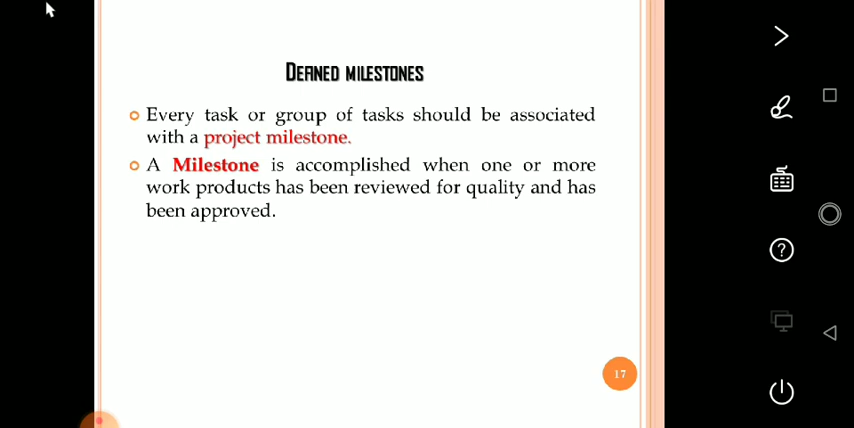 DEFINED MILESTONES
Every task or group of tasks should be associated
with a project milestone.
A Milestone is accomplished when one or more
work products has been reviewed for quality and has
been approved.
17